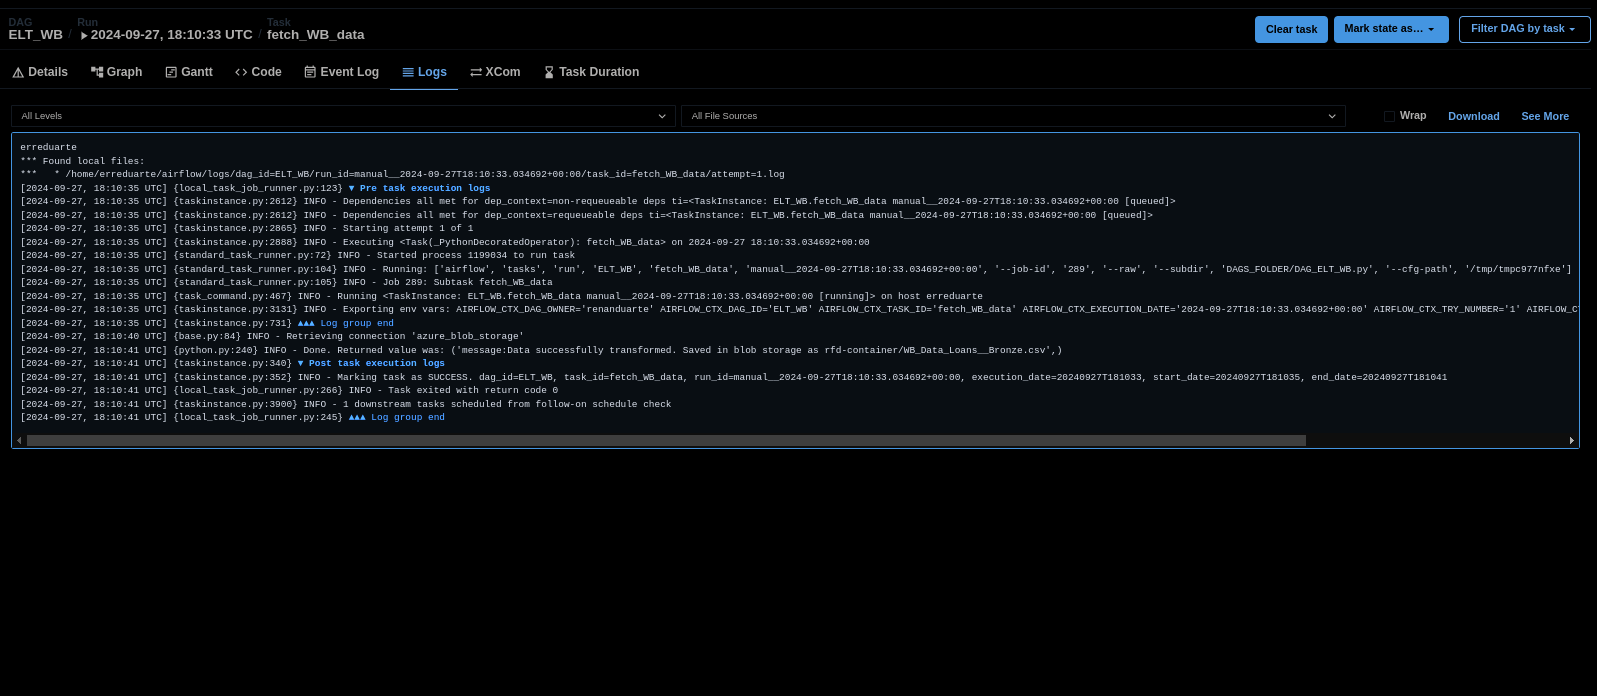 DAG Run Task
ELT_WB / 2024-09-27, 18:10:33 UTC / fetch_WB_data
Clear task Mark state as… Filter DAG by task
Details Graph Gantt Code Event Log Logs XCom Task Duration
All Levels All File Sources Wrap Download See More
erreduarte
*** Found local files:
***   * /home/erreduarte/airflow/logs/dag_id=ELT_WB/run_id=manual__2024-09-27T18:10:33.034692+00:00/task_id=fetch_WB_data/attempt=1.log
[2024-09-27, 18:10:35 UTC] {local_task_job_runner.py:123} ▼ Pre task execution logs
[2024-09-27, 18:10:35 UTC] {taskinstance.py:2612} INFO - Dependencies all met for dep_context=non-requeueable deps ti=<TaskInstance: ELT_WB.fetch_WB_data manual__2024-09-27T18:10:33.034692+00:00 [queued]>
[2024-09-27, 18:10:35 UTC] {taskinstance.py:2612} INFO - Dependencies all met for dep_context=requeueable deps ti=<TaskInstance: ELT_WB.fetch_WB_data manual__2024-09-27T18:10:33.034692+00:00 [queued]>
[2024-09-27, 18:10:35 UTC] {taskinstance.py:2865} INFO - Starting attempt 1 of 1
[2024-09-27, 18:10:35 UTC] {taskinstance.py:2888} INFO - Executing <Task(_PythonDecoratedOperator): fetch_WB_data> on 2024-09-27 18:10:33.034692+00:00
[2024-09-27, 18:10:35 UTC] {standard_task_runner.py:72} INFO - Started process 1199034 to run task
[2024-09-27, 18:10:35 UTC] {standard_task_runner.py:104} INFO - Running: ['airflow', 'tasks', 'run', 'ELT_WB', 'fetch_WB_data', 'manual__2024-09-27T18:10:33.034692+00:00', '--job-id', '289', '--raw', '--subdir', 'DAGS_FOLDER/DAG_ELT_WB.py', '--cfg-path', '/tmp/tmpc977nfxe']
[2024-09-27, 18:10:35 UTC] {standard_task_runner.py:105} INFO - Job 289: Subtask fetch_WB_data
[2024-09-27, 18:10:35 UTC] {task_command.py:467} INFO - Running <TaskInstance: ELT_WB.fetch_WB_data manual__2024-09-27T18:10:33.034692+00:00 [running]> on host erreduarte
[2024-09-27, 18:10:35 UTC] {taskinstance.py:3131} INFO - Exporting env vars: AIRFLOW_CTX_DAG_OWNER='renanduarte' AIRFLOW_CTX_DAG_ID='ELT_WB' AIRFLOW_CTX_TASK_ID='fetch_WB_data' AIRFLOW_CTX_EXECUTION_DATE='2024-09-27T18:10:33.034692+00:00' AIRFLOW_CTX_TRY_NUMBER='1' AIRFLOW_C
[2024-09-27, 18:10:35 UTC] {taskinstance.py:731} ▲▲▲ Log group end
[2024-09-27, 18:10:40 UTC] {base.py:84} INFO - Retrieving connection 'azure_blob_storage'
[2024-09-27, 18:10:41 UTC] {python.py:240} INFO - Done. Returned value was: ('message:Data successfully transformed. Saved in blob storage as rfd-container/WB_Data_Loans__Bronze.csv',)
[2024-09-27, 18:10:41 UTC] {taskinstance.py:340} ▼ Post task execution logs
[2024-09-27, 18:10:41 UTC] {taskinstance.py:352} INFO - Marking task as SUCCESS. dag_id=ELT_WB, task_id=fetch_WB_data, run_id=manual__2024-09-27T18:10:33.034692+00:00, execution_date=20240927T181033, start_date=20240927T181035, end_date=20240927T181041
[2024-09-27, 18:10:41 UTC] {local_task_job_runner.py:266} INFO - Task exited with return code 0
[2024-09-27, 18:10:41 UTC] {taskinstance.py:3900} INFO - 1 downstream tasks scheduled from follow-on schedule check
[2024-09-27, 18:10:41 UTC] {local_task_job_runner.py:245} ▲▲▲ Log group end